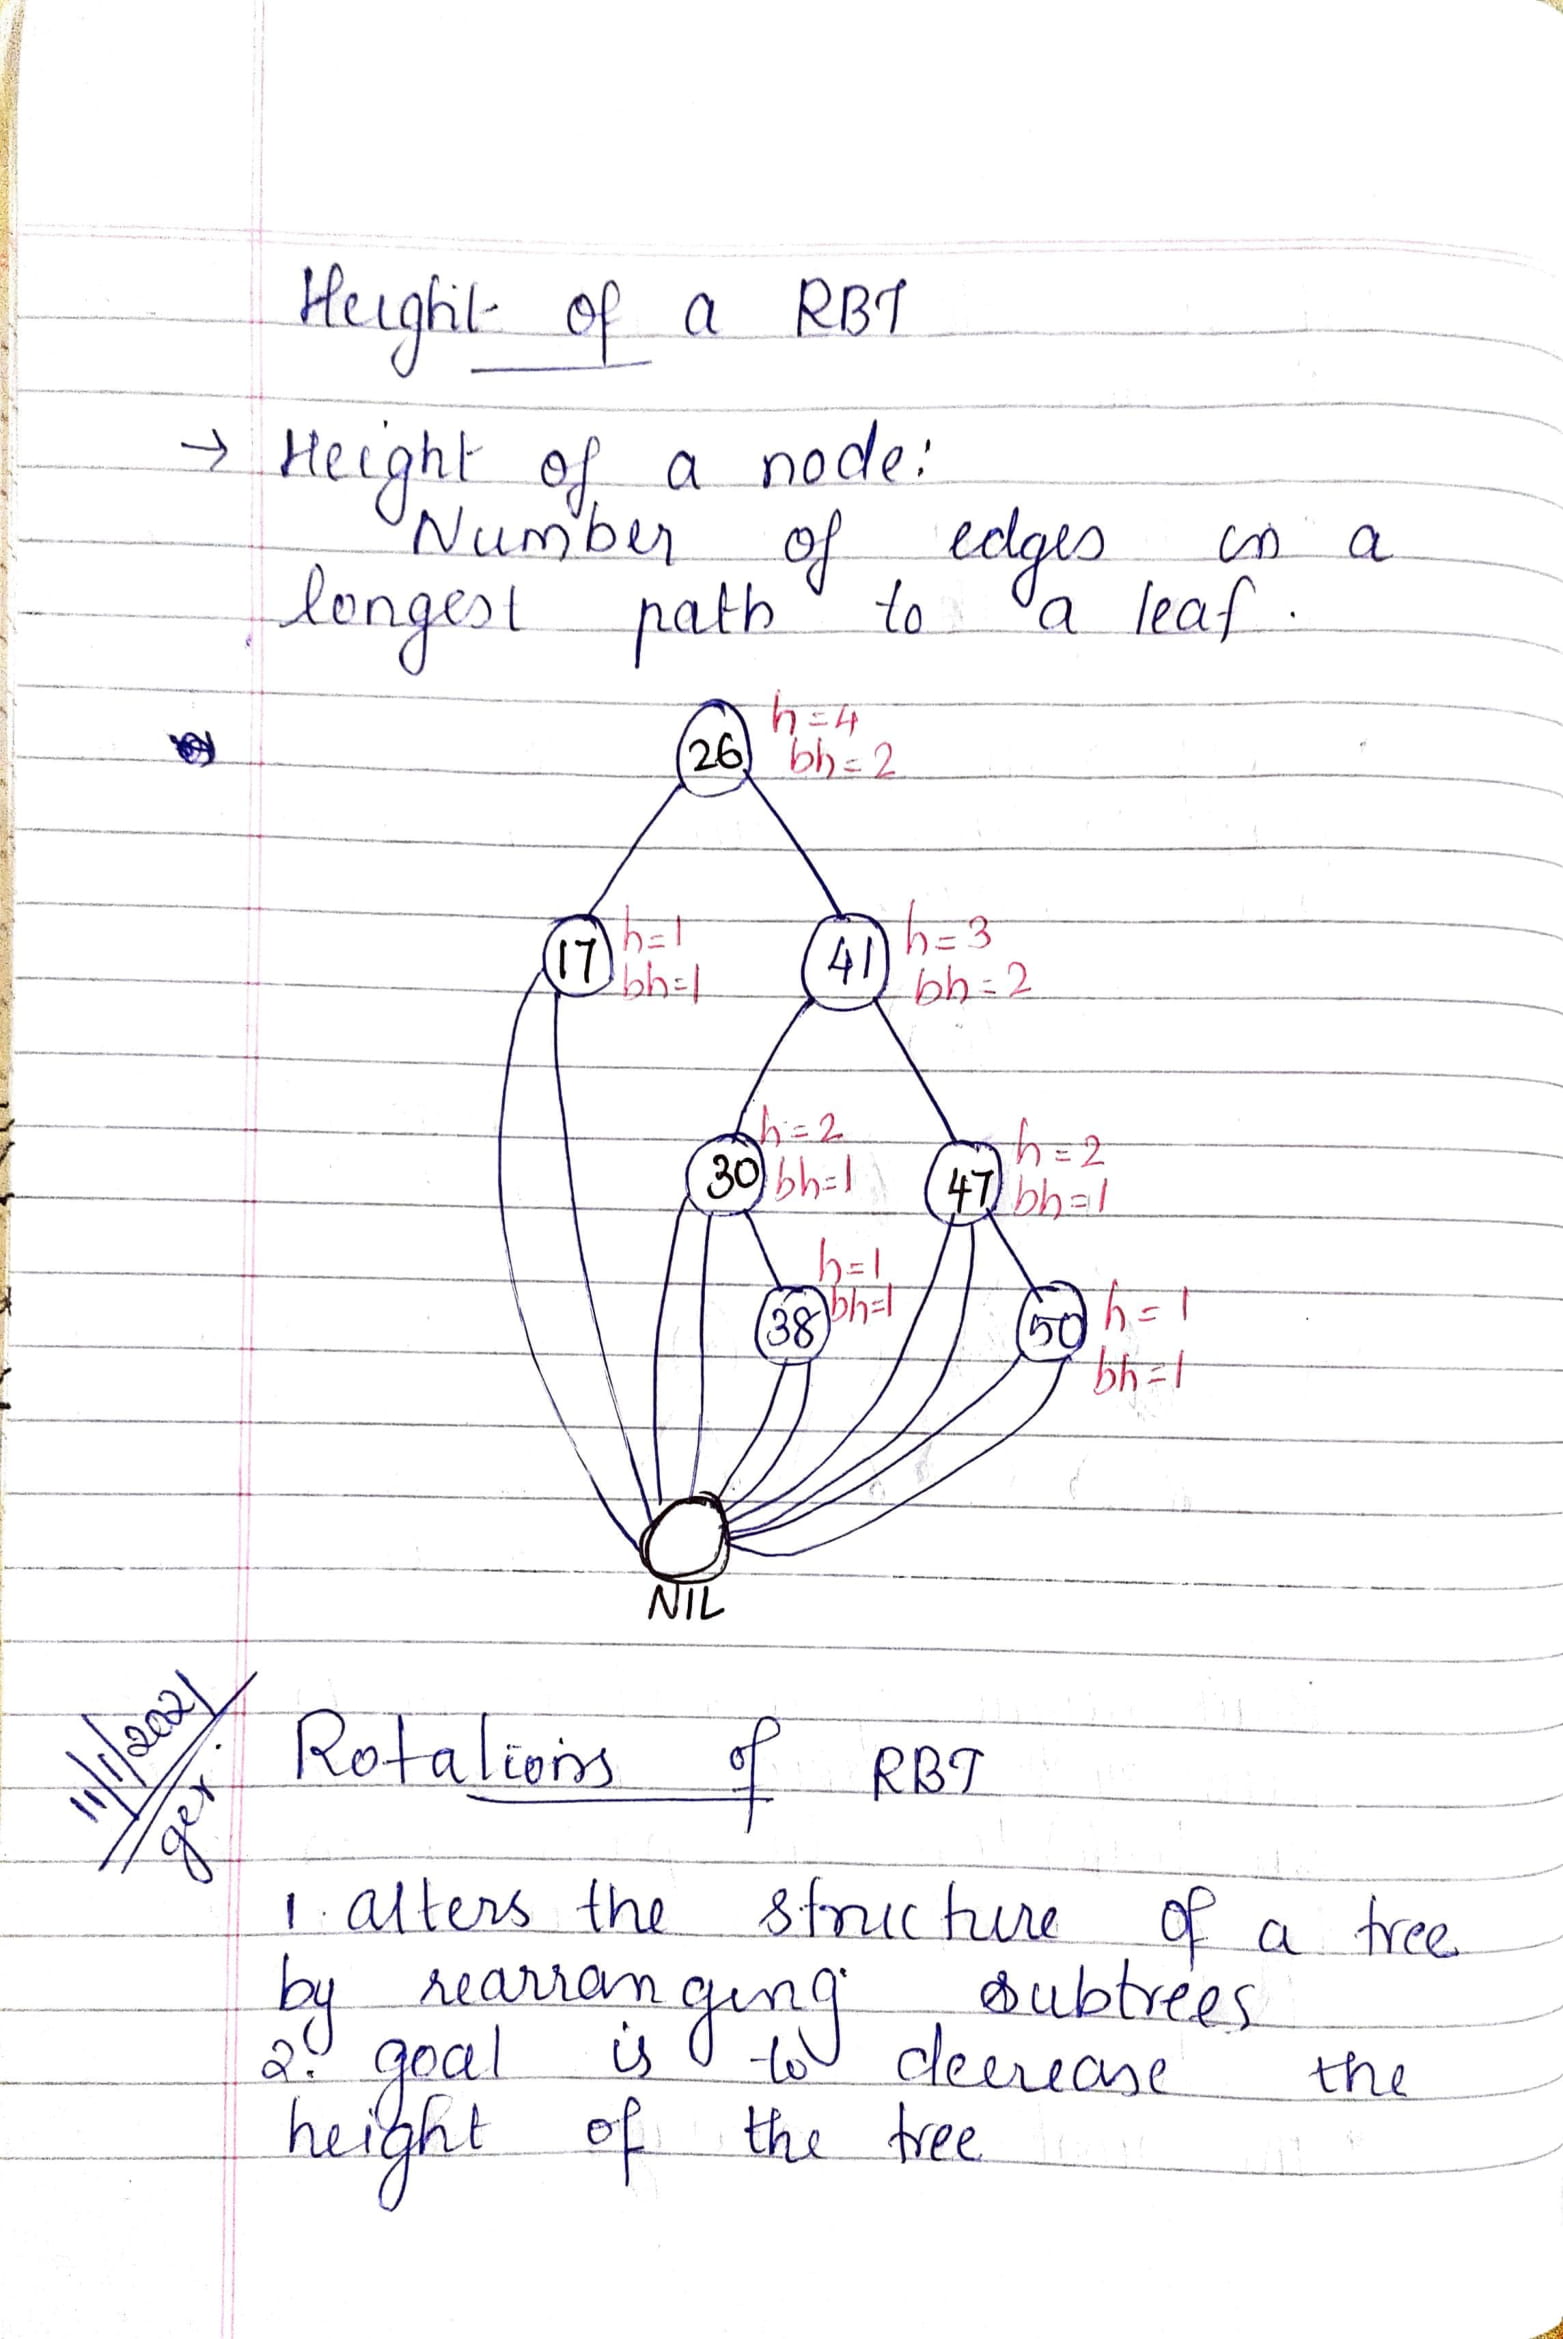 Height of a RBT
→ Height of a node:
Number of edges in a
longest path to a leaf.
26 h=4
bh=2
17 h=1
bh=1
41 h=3
bh=2
30 h=2
bh=1
47 h=2
bh=1
38 h=1
bh=1
50 h=1
bh=1
NIL
11/1/2021
Rotations of RBT
1. alters the structure of a tree
by rearranging subtrees
2. goal is to decrease the
height of the tree